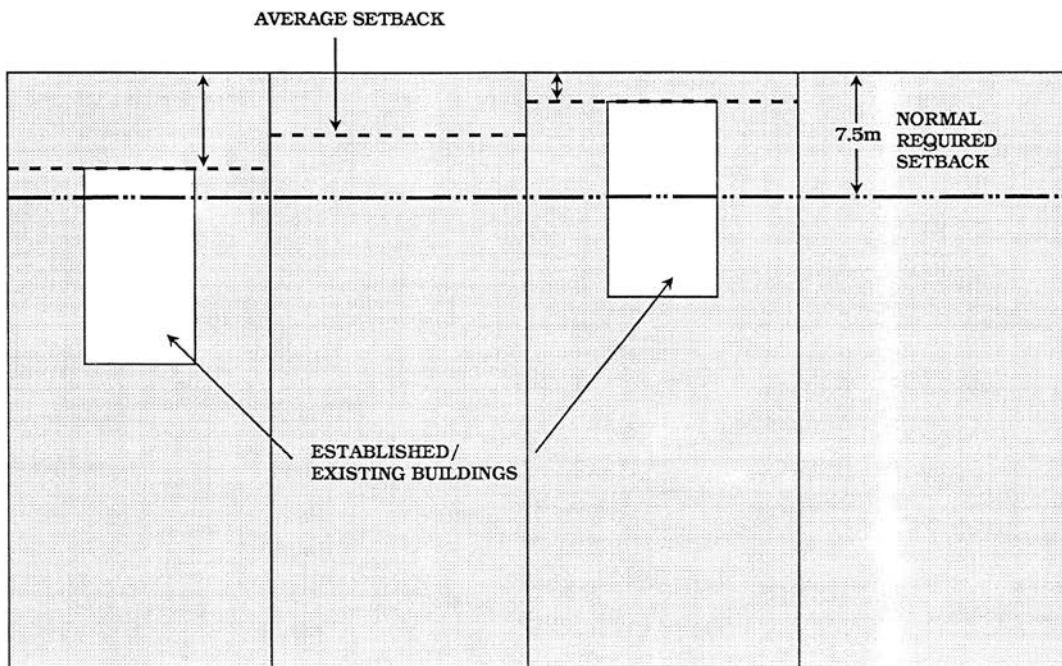 AVERAGE SETBACK
7.5m
NORMAL
REQUIRED
SETBACK
ESTABLISHED/
EXISTING BUILDINGS